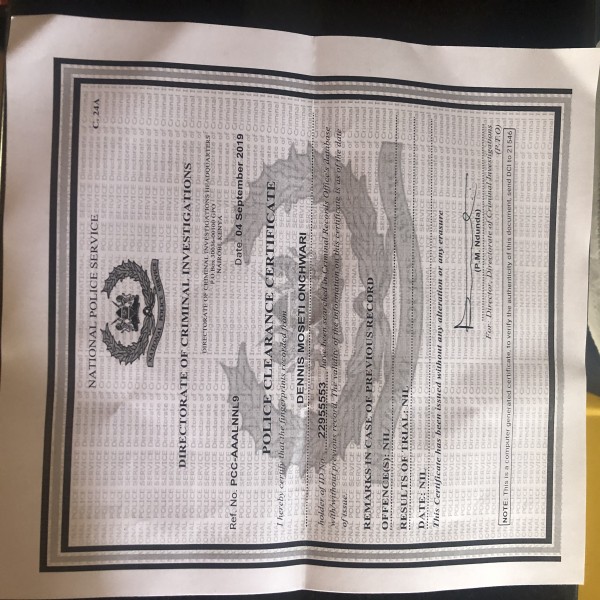 C. 24A
NATIONAL POLICE SERVICE
DIRECTORATE OF CRIMINAL INVESTIGATIONS
DIRECTORATE OF CRIMINAL INVESTIGATIONS HEADQUARTERS
P.O Box 30036-00100 GPO
NAIROBI, KENYA
Ref. No. PCC-AAALNNL9 Date. 04 September 2019
POLICE CLEARANCE CERTIFICATE
I hereby certify that the fingerprints recorded from
DENNIS MOSETI ONCHWARI
holder of ID No. 22955553 have been searched in Criminal Records Office's database
with/without previous record. The validity of the information on this certificate is as of the date
of issue.
REMARKS IN CASE OF PREVIOUS RECORD
OFFENCE(S): NIL
RESULTS OF TRIAL: NIL
DATE: NIL
This Certificate has been issued without any alteration or any erasure
(P.M. Ndunda)
For: Director, Directorate of Criminal Investigations
(P.T.O)
NOTE: This is a computer generated certificate, to verify the authenticity of this document, send DCI to 21546